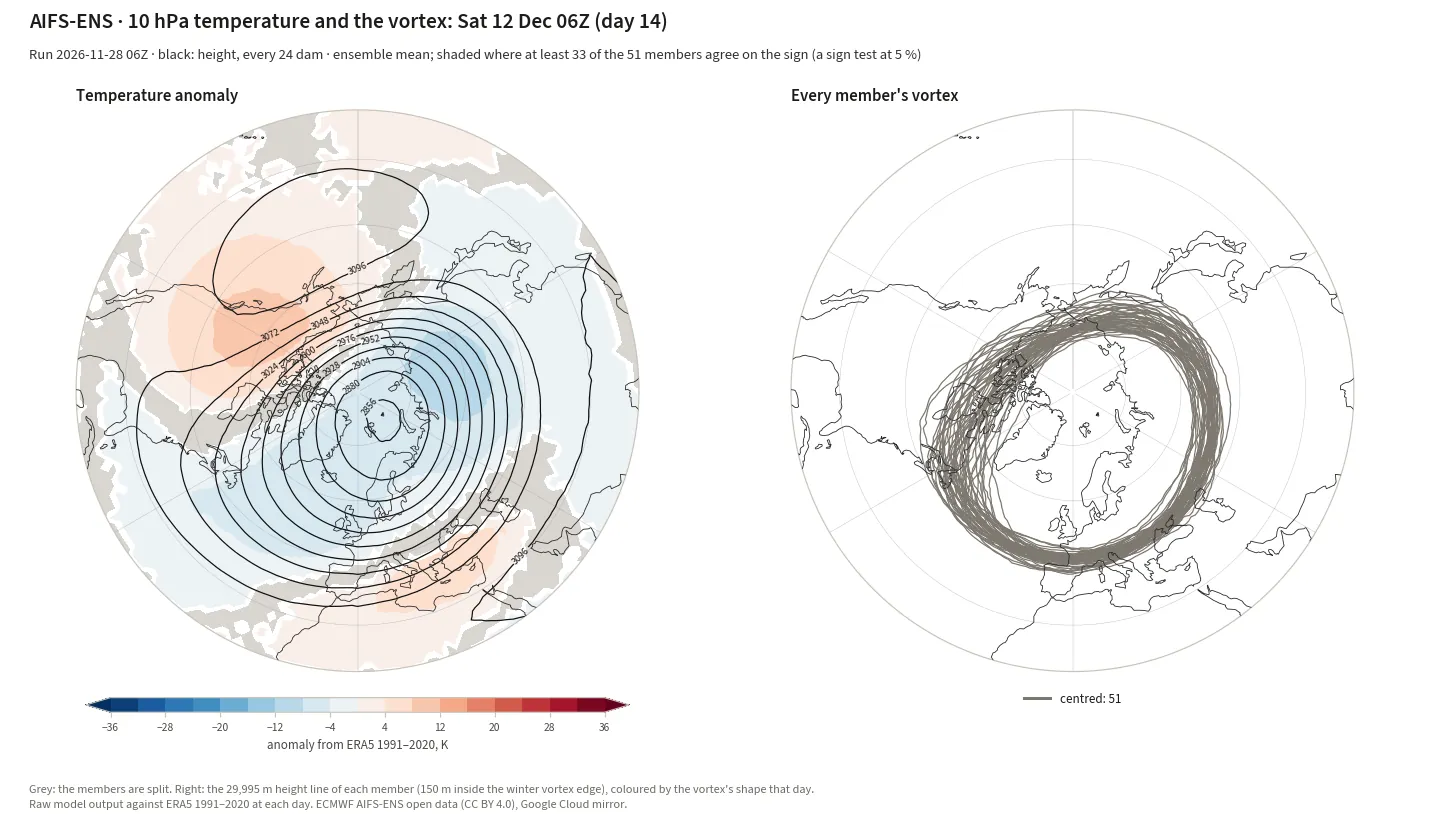 AIFS-ENS · 10 hPa temperature and the vortex: Sat 12 Dec 06Z (day 14)
Run 2026-11-28 06Z · black: height, every 24 dam · ensemble mean; shaded where at least 33 of the 51 members agree on the sign (a sign test at 5 %)
Temperature anomaly
Every member's vortex
3096
3048
3072
2976
2952
3024
2928
2904
2880
2856
3096
centred: 51
−36 −28 −20 −12 −4 4 12 20 28 36
anomaly from ERA5 1991–2020, K
Grey: the members are split. Right: the 29,995 m height line of each member (150 m inside the winter vortex edge), coloured by the vortex's shape that day.
Raw model output against ERA5 1991–2020 at each day. ECMWF AIFS-ENS open data (CC BY 4.0), Google Cloud mirror.